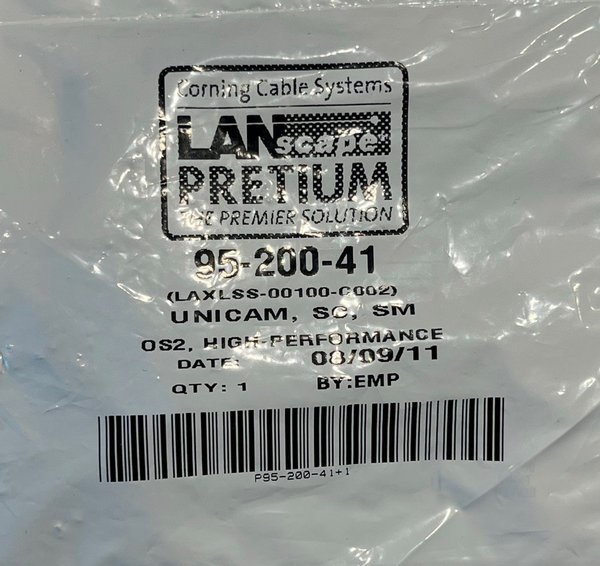 Corning Cable Systems
LANscape
PRETIUM
THE PREMIER SOLUTION
95-200-41
(LAXLSS-00100-C002)
UNICAM, SC, SM
OS2, HIGH-PERFORMANCE
DATE: 08/09/11
QTY: 1 BY:EMP
P95-200-41+1